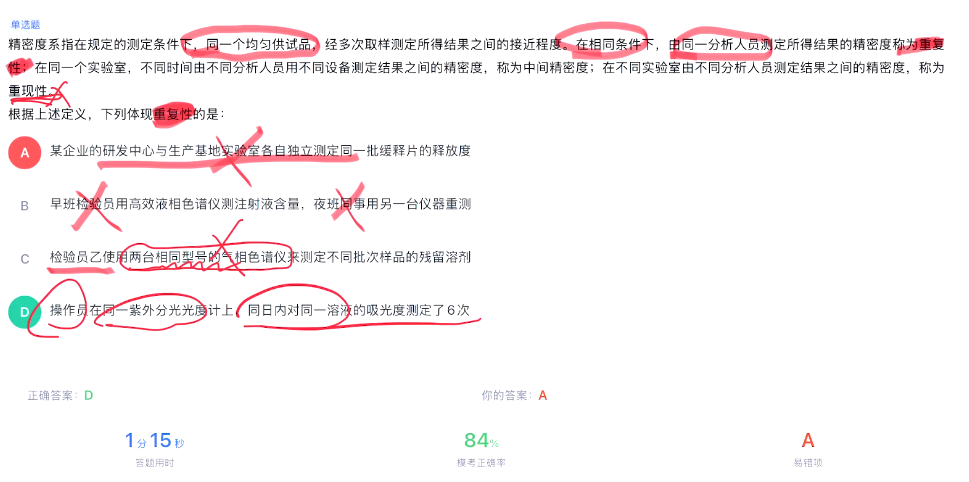 单选题
精密度系指在规定的测定条件下，同一个均匀供试品，经多次取样测定所得结果之间的接近程度。在相同条件下，由同一分析人员测定所得结果的精密度称为重复
性；在同一个实验室，不同时间由不同分析人员用不同设备测定结果之间的精密度，称为中间精密度；在不同实验室由不同分析人员测定结果之间的精密度，称为
重现性。
根据上述定义，下列体现重复性的是：
A 某企业的研发中心与生产基地实验室各自独立测定同一批缓释片的释放度
B 早班检验员用高效液相色谱仪测注射液含量，夜班同事用另一台仪器重测
C 检验员乙使用两台相同型号的气相色谱仪来测定不同批次样品的残留溶剂
D 操作员在同一紫外分光光度计上，同日内对同一溶液的吸光度测定了6次
正确答案：D 你的答案：A
1分15秒 84% A
答题用时 模考正确率 易错项